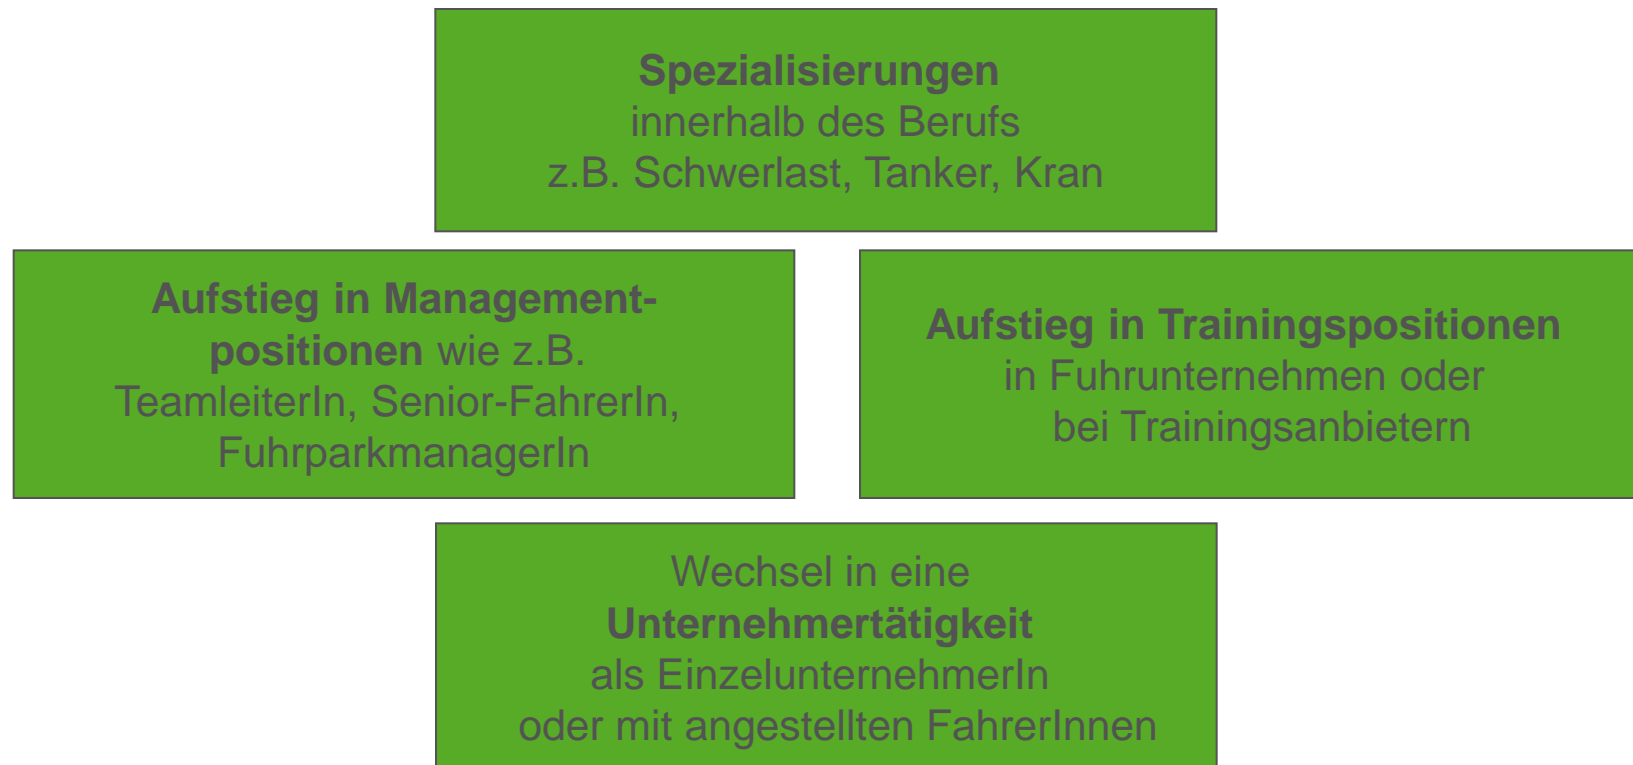 Spezialisierungen
innerhalb des Berufs
z.B. Schwerlast, Tanker, Kran
Aufstieg in Management-
positionen wie z.B.
TeamleiterIn, Senior-FahrerIn,
FuhrparkmanagerIn
Aufstieg in Trainingspositionen
in Fuhrunternehmen oder
bei Trainingsanbietern
Wechsel in eine
Unternehmertätigkeit
als EinzelunternehmerIn
oder mit angestellten FahrerInnen